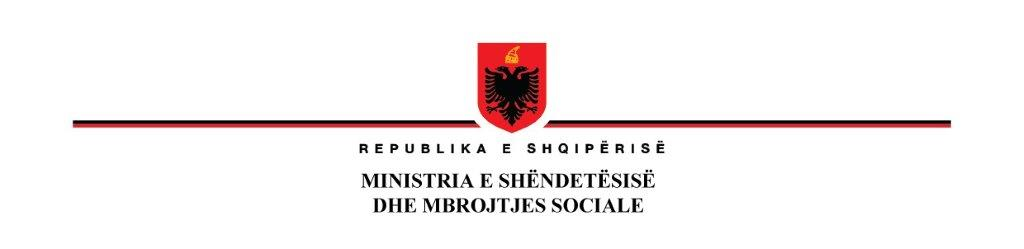 REPUBLIKA E SHQIPËRISË
MINISTRIA E SHËNDETËSISË
DHE MBROJTJES SOCIALE